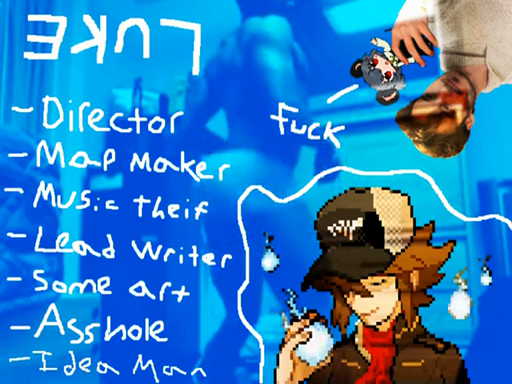 LUKE
- Director
- Map Maker
- Music theif
- Lead Writer
- Some art
- Asshole
- Idea Man
fuck